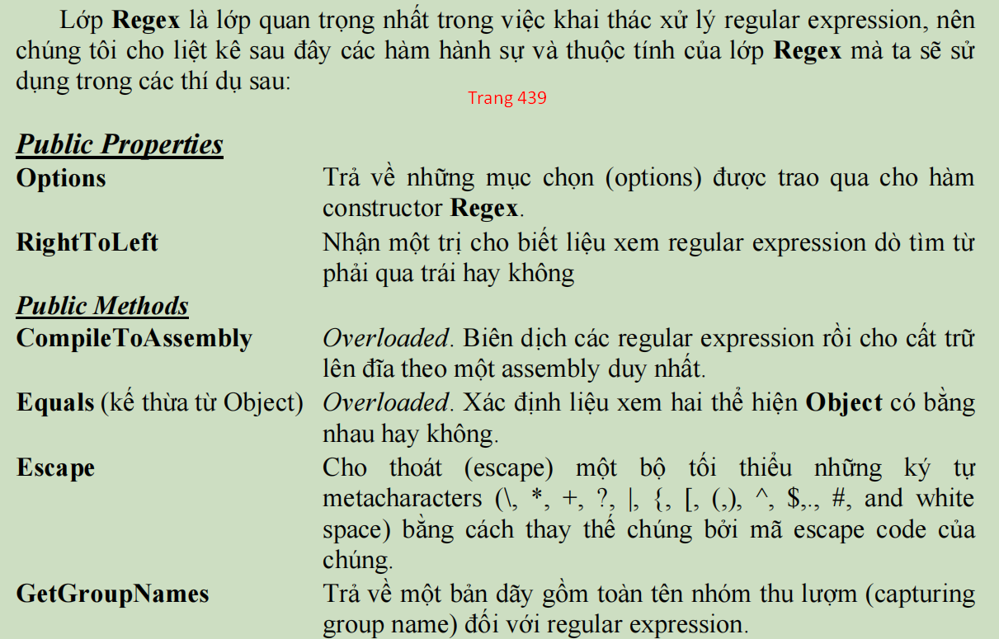 Lớp Regex là lớp quan trọng nhất trong việc khai thác xử lý regular expression, nên
chúng tôi cho liệt kê sau đây các hàm hành sự và thuộc tính của lớp Regex mà ta sẽ sử
dụng trong các thí dụ sau:
Trang 439
Public Properties
Options Trả về những mục chọn (options) được trao qua cho hàm
constructor Regex.
RightToLeft Nhận một trị cho biết liệu xem regular expression dò tìm từ
phải qua trái hay không
Public Methods
CompileToAssembly Overloaded. Biên dịch các regular expression rồi cho cất trữ
lên đĩa theo một assembly duy nhất.
Equals (kế thừa từ Object) Overloaded. Xác định liệu xem hai thể hiện Object có bằng
nhau hay không.
Escape Cho thoát (escape) một bộ tối thiểu những ký tự
metacharacters (\, *, +, ?, |, {, [, (,), ^, $,., #, and white
space) bằng cách thay thế chúng bởi mã escape code của
chúng.
GetGroupNames Trả về một bản dãy gồm toàn tên nhóm thu lượm (capturing
group name) đối với regular expression.